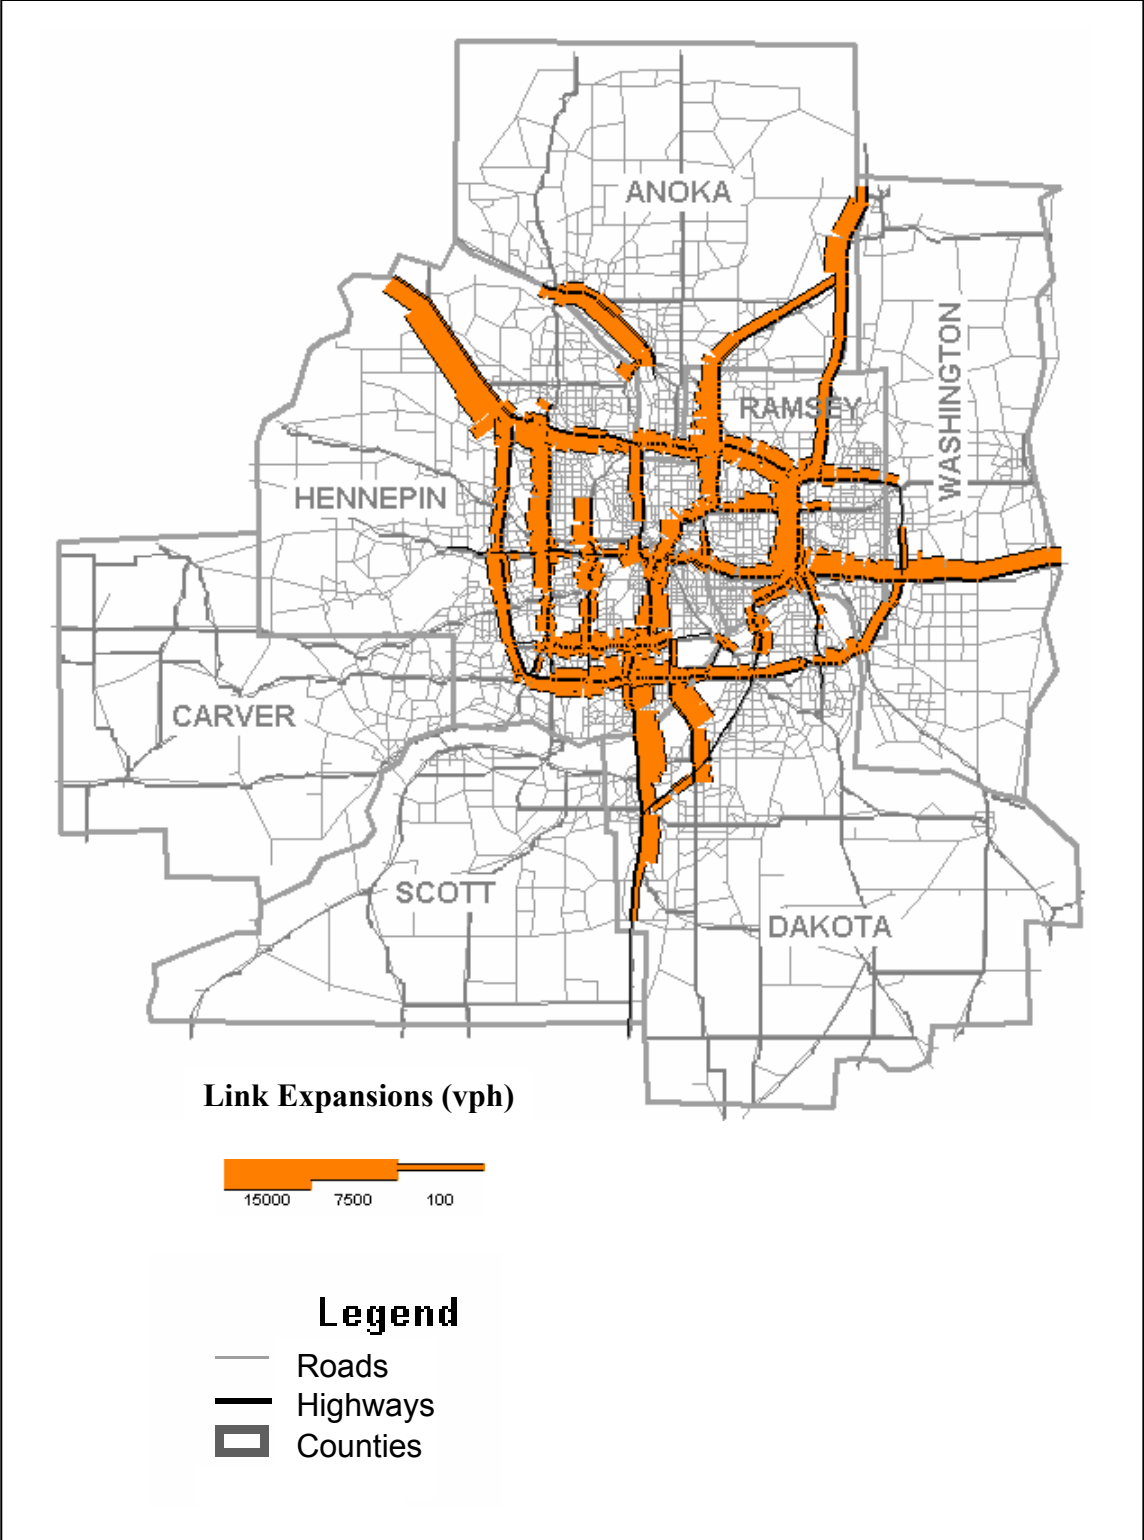 ANOKA
WASHINGTON
RAMSEY
HENNEPIN
CARVER
SCOTT
DAKOTA
Link Expansions (vph)
15000 7500 100
Legend
Roads
Highways
Counties